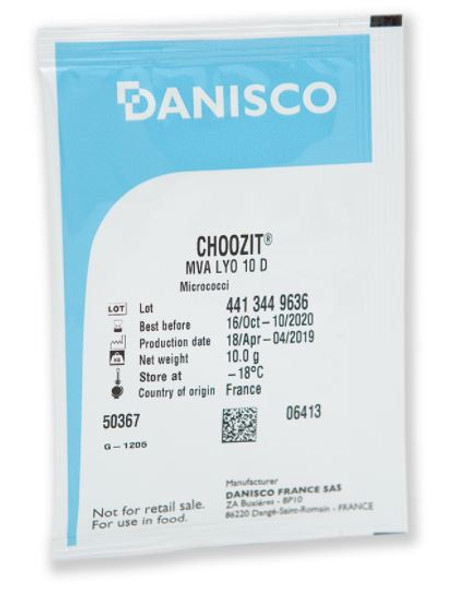 DANISCO
CHOOZIT®
MVA LYO 10 D
Micrococci
LOT Lot 441 344 9636
Best before 16/Oct-10/2020
Production date 18/Apr-04/2019
KG Net weight 10.0 g
Store at -18°C
Country of origin France
50367 06413
G-1205
Manufacturer
DANISCO FRANCE SAS
ZA Buxières - BP10
86220 Dangé-Saint-Romain - FRANCE
Not for retail sale.
For use in food.